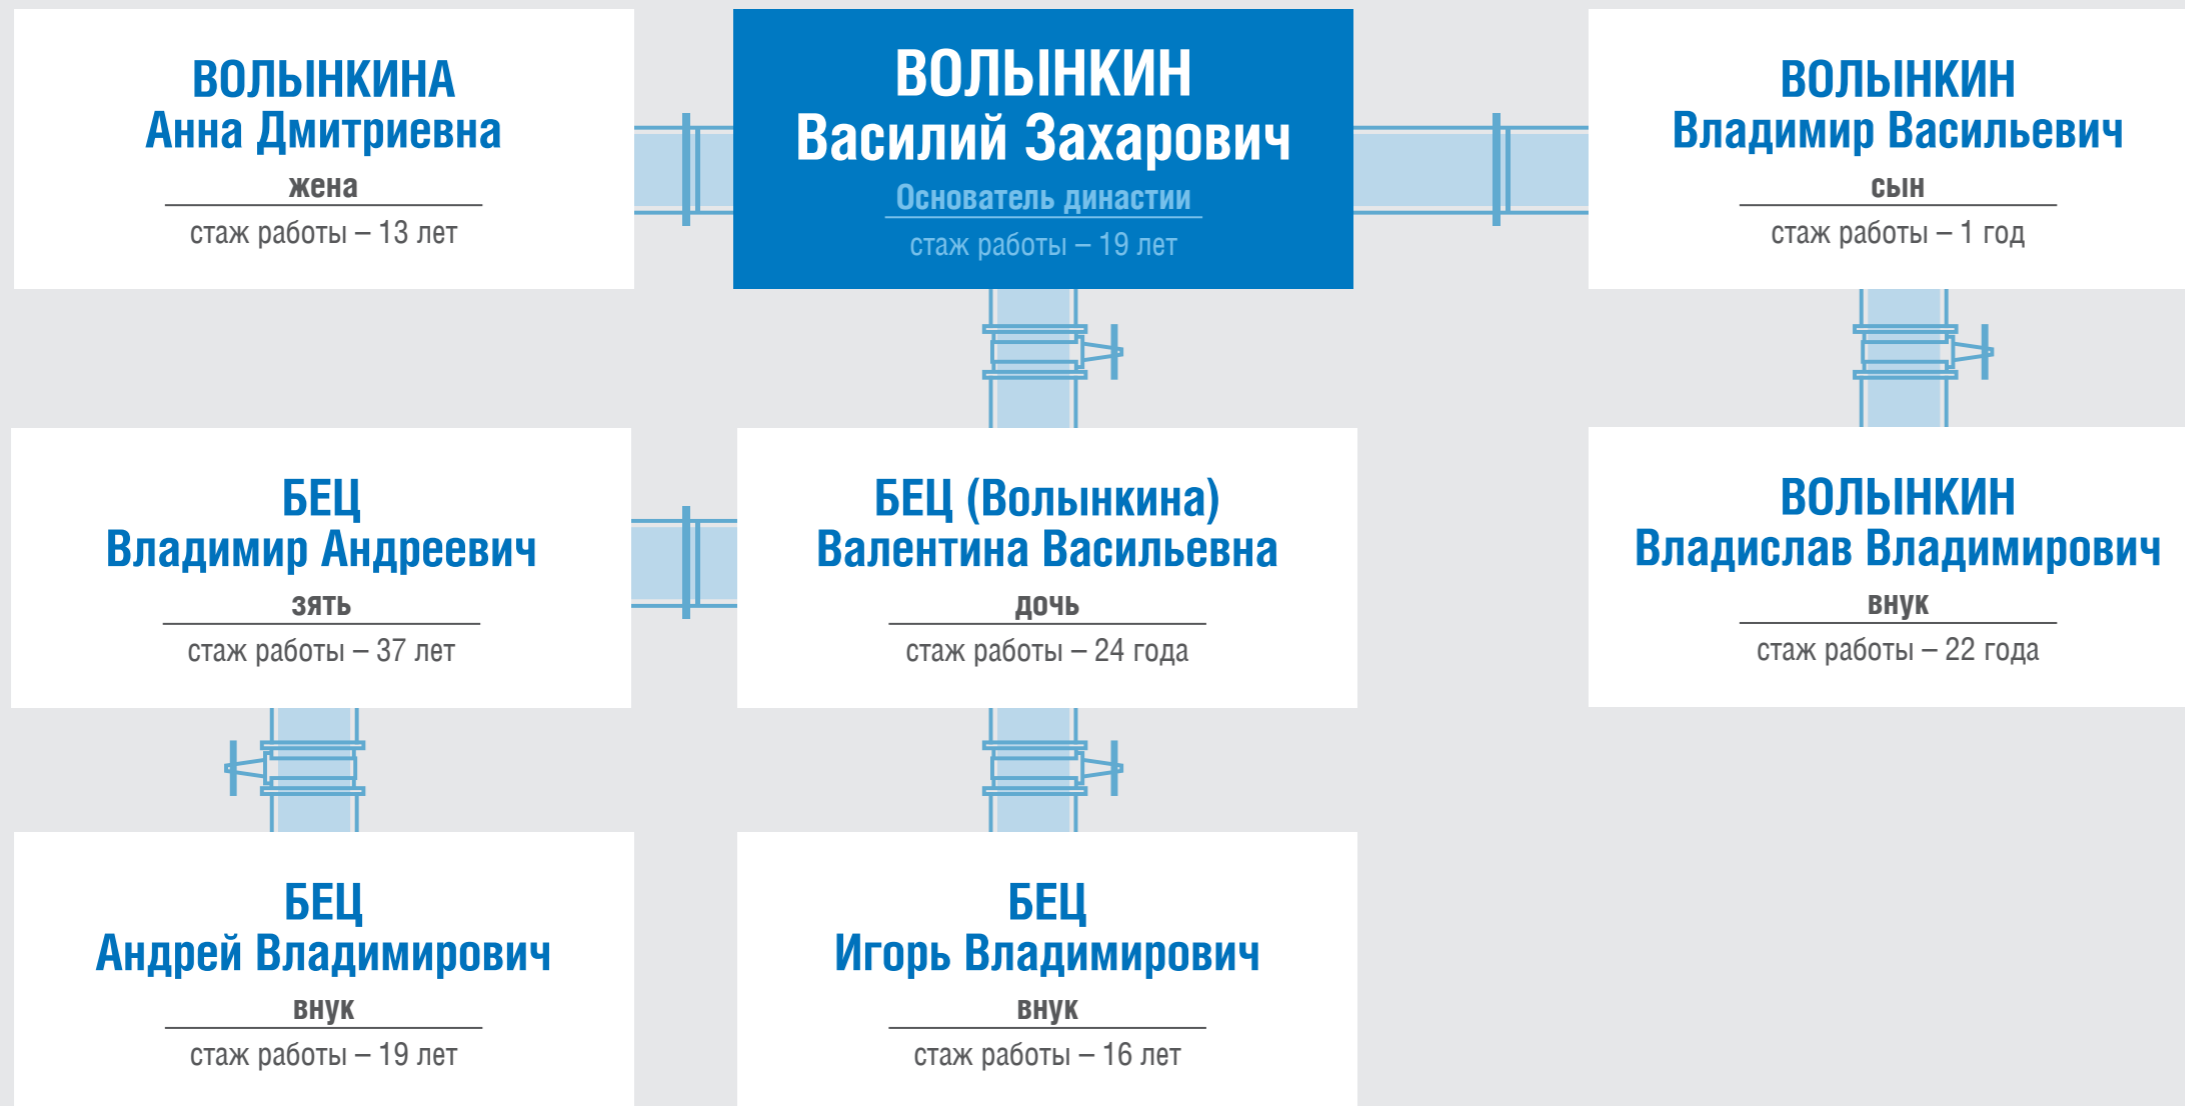 ВОЛЫНКИНА
Анна Дмитриевна
жена
стаж работы – 13 лет
ВОЛЫНКИН
Василий Захарович
Основатель династии
стаж работы – 19 лет
ВОЛЫНКИН
Владимир Васильевич
сын
стаж работы – 1 год
БЕЦ
Владимир Андреевич
зять
стаж работы – 37 лет
БЕЦ (Волынкина)
Валентина Васильевна
дочь
стаж работы – 24 года
ВОЛЫНКИН
Владислав Владимирович
внук
стаж работы – 22 года
БЕЦ
Андрей Владимирович
внук
стаж работы – 19 лет
БЕЦ
Игорь Владимирович
внук
стаж работы – 16 лет